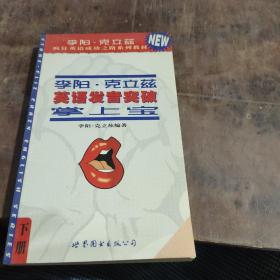 李阳·克立兹
疯狂英语成功之路系列教材
NEW
李阳·克立兹
英语发音突破
掌上宝
李阳·克立兹编著
下册
世界图书出版公司